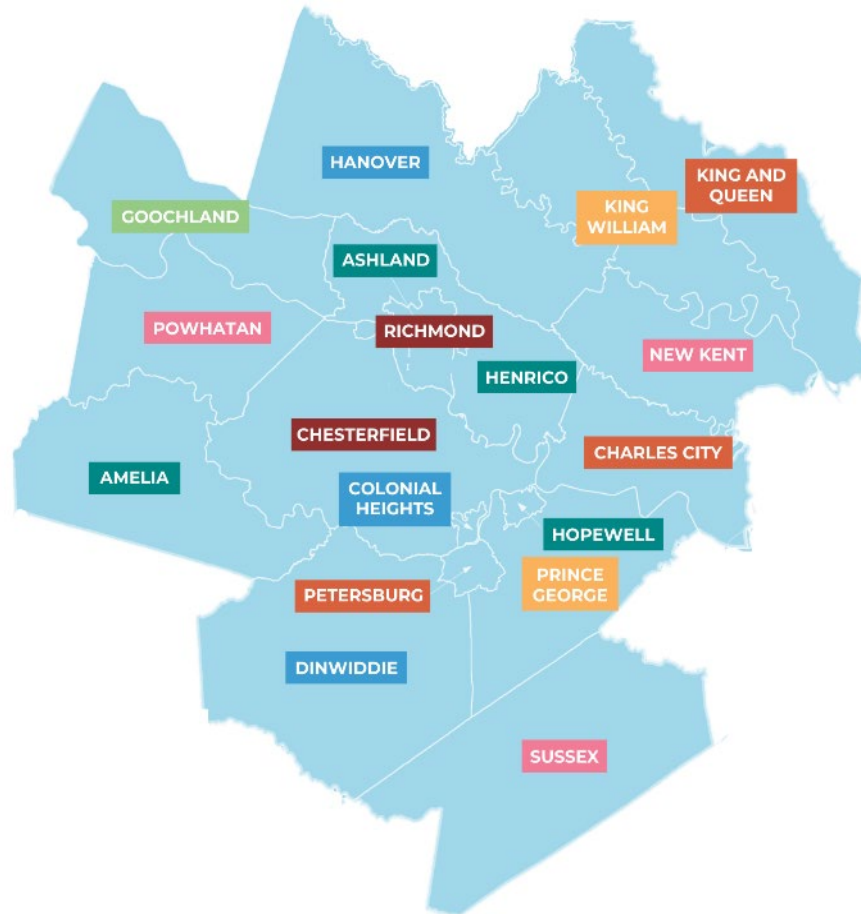 HANOVER
KING AND
QUEEN
GOOCHLAND
KING
WILLIAM
ASHLAND
POWHATAN
RICHMOND
NEW KENT
HENRICO
CHESTERFIELD
CHARLES CITY
AMELIA
COLONIAL
HEIGHTS
HOPEWELL
PRINCE
GEORGE
PETERSBURG
DINWIDDIE
SUSSEX